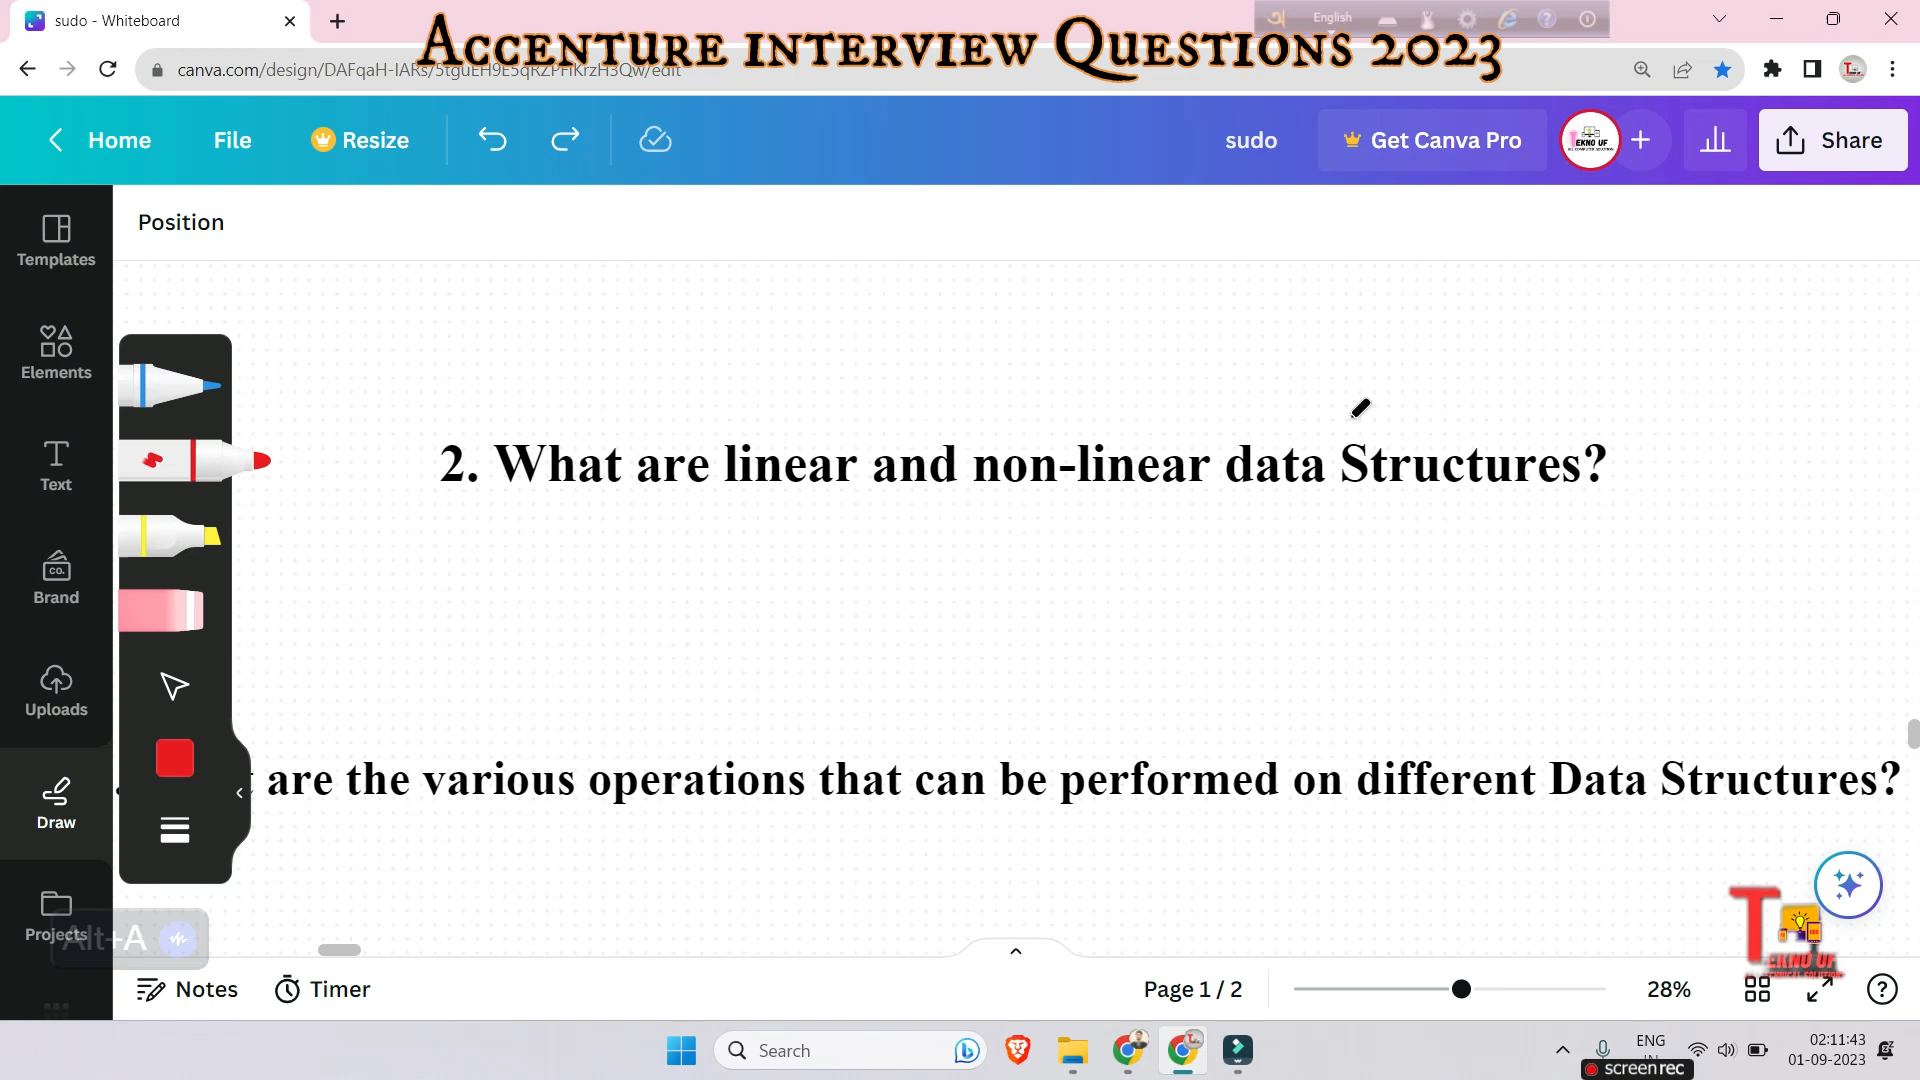 sudo - Whiteboard
English
ACCENTURE INTERVIEW QUESTIONS 2023
canva.com/design/DAFqaH-IARs/5tguEH9E5qRZPFIKrzH3Qw/edit
Home
File
Resize
sudo
Get Canva Pro
Share
Position
Templates
Elements
Text
Brand
Uploads
Draw
Projects
2. What are linear and non-linear data Structures?
are the various operations that can be performed on different Data Structures?
Alt+A
TEKNO UF
Notes
Timer
Page 1 / 2
28%
Search
ENG
IN
02:11:43
01-09-2023
screenrec